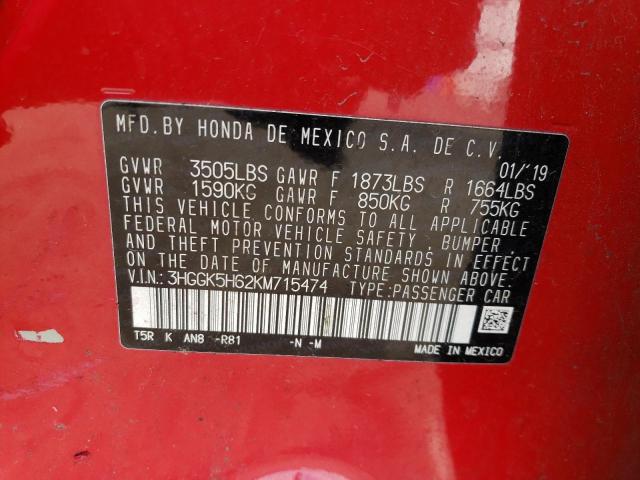 MFD. BY HONDA DE MEXICO S.A. DE C.V.
01/'19
GVWR 3505LBS GAWR F 1873LBS R 1664LBS
GVWR 1590KG GAWR F 850KG R 755KG
THIS VEHICLE CONFORMS TO ALL APPLICABLE
FEDERAL MOTOR VEHICLE SAFETY, BUMPER,
AND THEFT PREVENTION STANDARDS IN EFFECT
ON THE DATE OF MANUFACTURE SHOWN ABOVE.
V.I.N.: 3HGGK5H62KM715474 TYPE:PASSENGER CAR
T5R K AN8 -R81 -N -M
MADE IN MEXICO